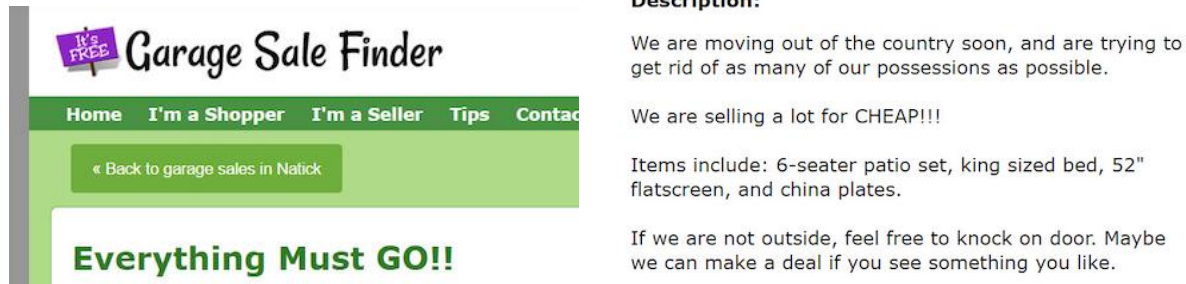 It's
FREE
Garage Sale Finder
Home I'm a Shopper I'm a Seller Tips Contac
« Back to garage sales in Natick
Everything Must GO!!
Description:
We are moving out of the country soon, and are trying to
get rid of as many of our possessions as possible.
We are selling a lot for CHEAP!!!
Items include: 6-seater patio set, king sized bed, 52"
flatscreen, and china plates.
If we are not outside, feel free to knock on door. Maybe
we can make a deal if you see something you like.